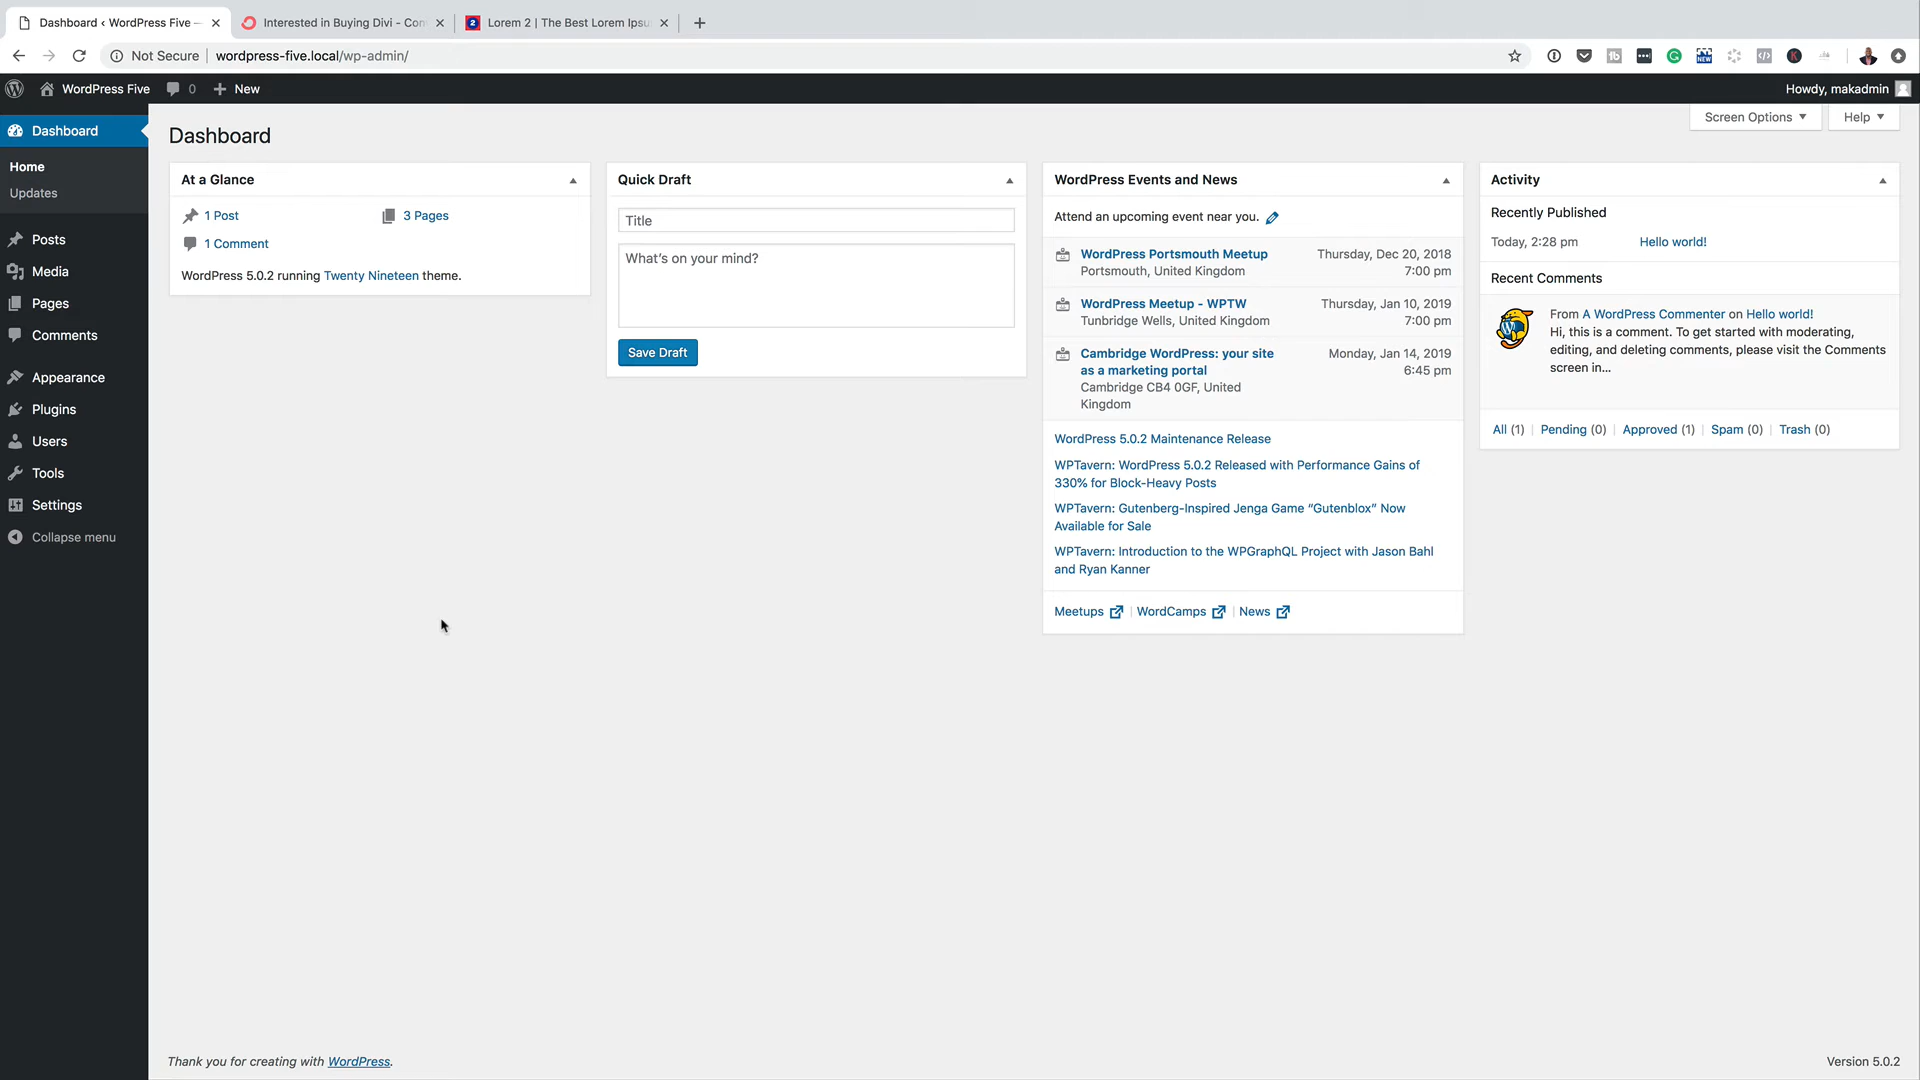 Dashboard ‹ WordPress Five —
Interested in Buying Divi - Con
Lorem 2 | The Best Lorem Ipsu
Not Secure
wordpress-five.local/wp-admin/
WordPress Five
0
New
Howdy, makadmin
Dashboard
Home
Updates
Posts
Media
Pages
Comments
Appearance
Plugins
Users
Tools
Settings
Collapse menu
Dashboard
Screen Options
Help
At a Glance
1 Post
3 Pages
1 Comment
WordPress 5.0.2 running Twenty Nineteen theme.
Quick Draft
Title
What's on your mind?
Save Draft
WordPress Events and News
Attend an upcoming event near you.
WordPress Portsmouth Meetup
Portsmouth, United Kingdom
Thursday, Dec 20, 2018
7:00 pm
WordPress Meetup - WPTW
Tunbridge Wells, United Kingdom
Thursday, Jan 10, 2019
7:00 pm
Cambridge WordPress: your site
as a marketing portal
Cambridge CB4 0GF, United
Kingdom
Monday, Jan 14, 2019
6:45 pm
WordPress 5.0.2 Maintenance Release
WPTavern: WordPress 5.0.2 Released with Performance Gains of
330% for Block-Heavy Posts
WPTavern: Gutenberg-Inspired Jenga Game “Gutenblox” Now
Available for Sale
WPTavern: Introduction to the WPGraphQL Project with Jason Bahl
and Ryan Kanner
Meetups | WordCamps | News
Activity
Recently Published
Today, 2:28 pm
Hello world!
Recent Comments
From A WordPress Commenter on Hello world!
Hi, this is a comment. To get started with moderating,
editing, and deleting comments, please visit the Comments
screen in...
All (1) | Pending (0) | Approved (1) | Spam (0) | Trash (0)
Thank you for creating with WordPress.
Version 5.0.2